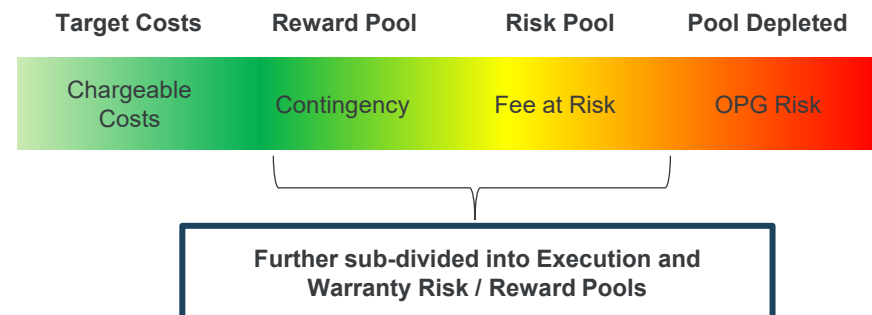 Target Costs Reward Pool Risk Pool Pool Depleted
Chargeable
Costs
Contingency
Fee at Risk
OPG Risk
Further sub-divided into Execution and
Warranty Risk / Reward Pools